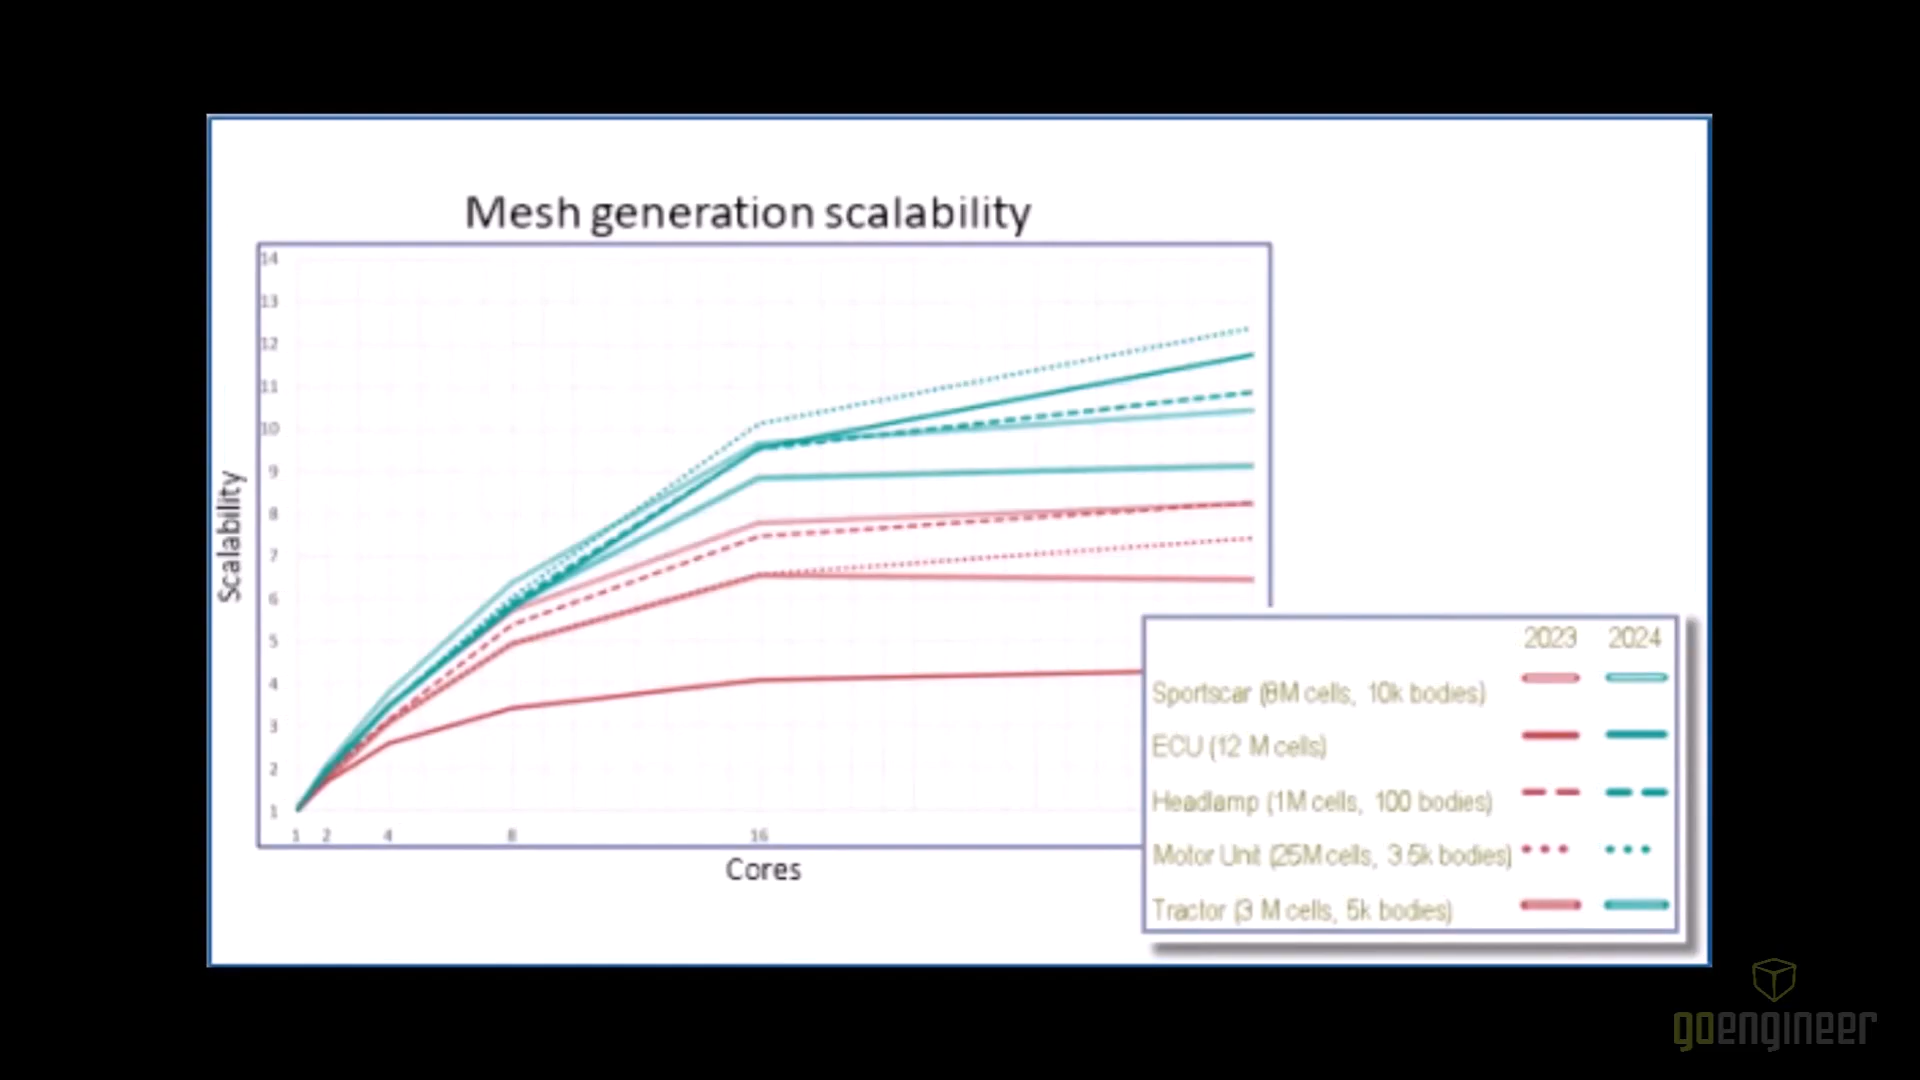 Mesh generation scalability
14
13
12
11
10
9
8
7
6
5
4
3
2
1
Scalability
1 2 4 8 16
Cores
2023 2024
Sportscar (8M cells, 10k bodies)
ECU (12 M cells)
Headlamp (1M cells, 100 bodies)
Motor Unit (25M cells, 3.5k bodies)
Tractor (3 M cells, 5k bodies)
goengineer